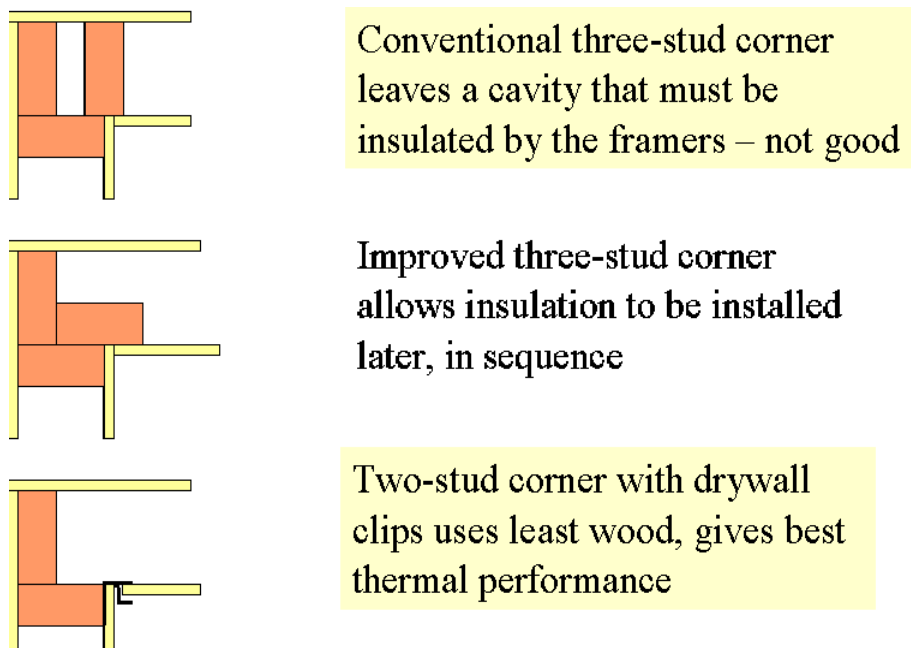 Conventional three-stud corner
leaves a cavity that must be
insulated by the framers – not good
Improved three-stud corner
allows insulation to be installed
later, in sequence
Two-stud corner with drywall
clips uses least wood, gives best
thermal performance